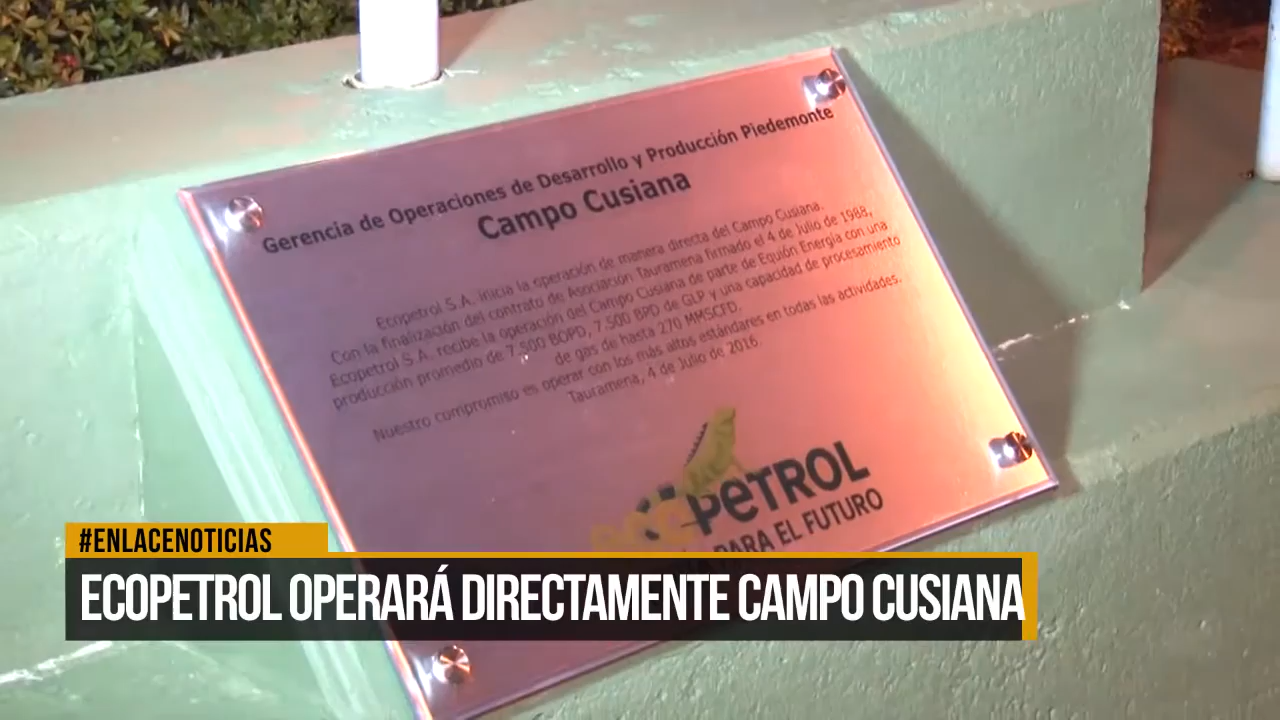 Gerencia de Operaciones de Desarrollo y Producción Piedemonte
Campo Cusiana
Ecopetrol S.A. inicia la operación de manera directa del Campo Cusiana.
Con la finalización del contrato de Asociación Tauramena firmado el 4 de Julio de 1988,
Ecopetrol S.A. recibe la operación del Campo Cusiana de parte de Equión Energía con una
producción promedio de 7.500 BOPD, 7.500 BPD de GLP y una capacidad de procesamiento
de gas de hasta 270 MMSCFD.
Nuestro compromiso es operar con los más altos estándares en todas las actividades.
Tauramena, 4 de Julio de 2016.
ecoPETROL
PARA EL FUTURO
#ENLACENOTICIAS
ECOPETROL OPERARÁ DIRECTAMENTE CAMPO CUSIANA